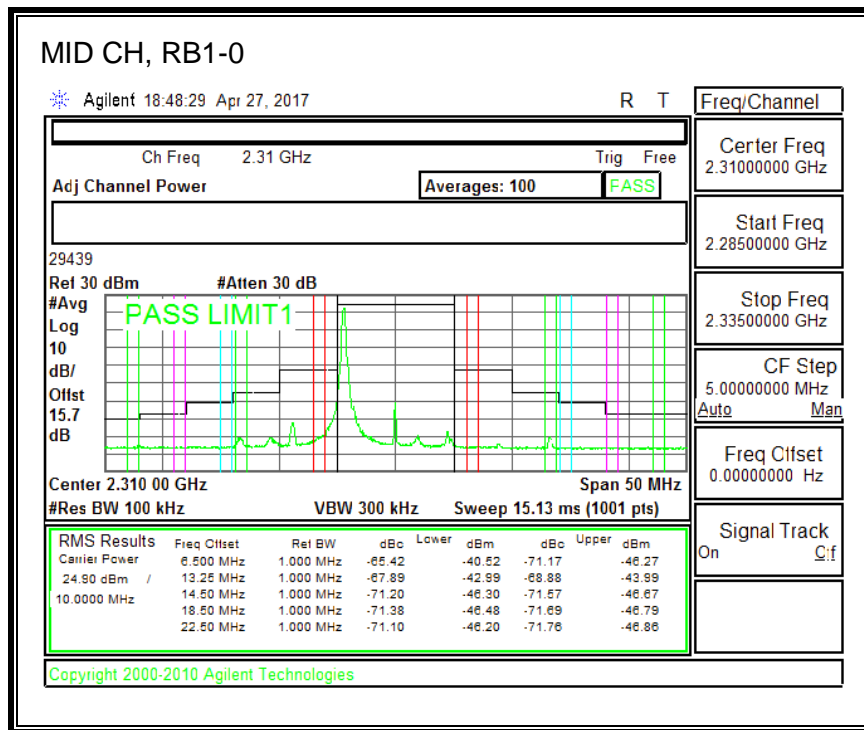 MID CH, RB1-0
Agilent 18:48:29 Apr 27, 2017 R T
Freq/Channel
Ch Freq 2.31 GHz Trig Free
Adj Channel Power Averages: 100 PASS
Center Freq
2.31000000 GHz
Start Freq
2.28500000 GHz
29439
Ref 30 dBm #Atten 30 dB
#Avg
Log
10
dB/
Offst
15.7
dB
PASS LIMIT1
Stop Freq
2.33500000 GHz
CF Step
5.00000000 MHz
Auto Man
Freq Offset
0.00000000 Hz
Center 2.310 00 GHz Span 50 MHz
#Res BW 100 kHz VBW 300 kHz Sweep 15.13 ms (1001 pts)
Signal Track
On Off
RMS Results Freq Offset Ref BW dBc Lower dBm dBc Upper dBm
Carrier Power 6.500 MHz 1.000 MHz -65.42 -40.52 -71.17 -46.27
24.90 dBm / 13.25 MHz 1.000 MHz -67.89 -42.99 -68.88 -43.99
10.0000 MHz 14.50 MHz 1.000 MHz -71.20 -46.30 -71.57 -46.67
18.50 MHz 1.000 MHz -71.38 -46.48 -71.69 -46.79
22.50 MHz 1.000 MHz -71.10 -46.20 -71.76 -46.86
Copyright 2000-2010 Agilent Technologies